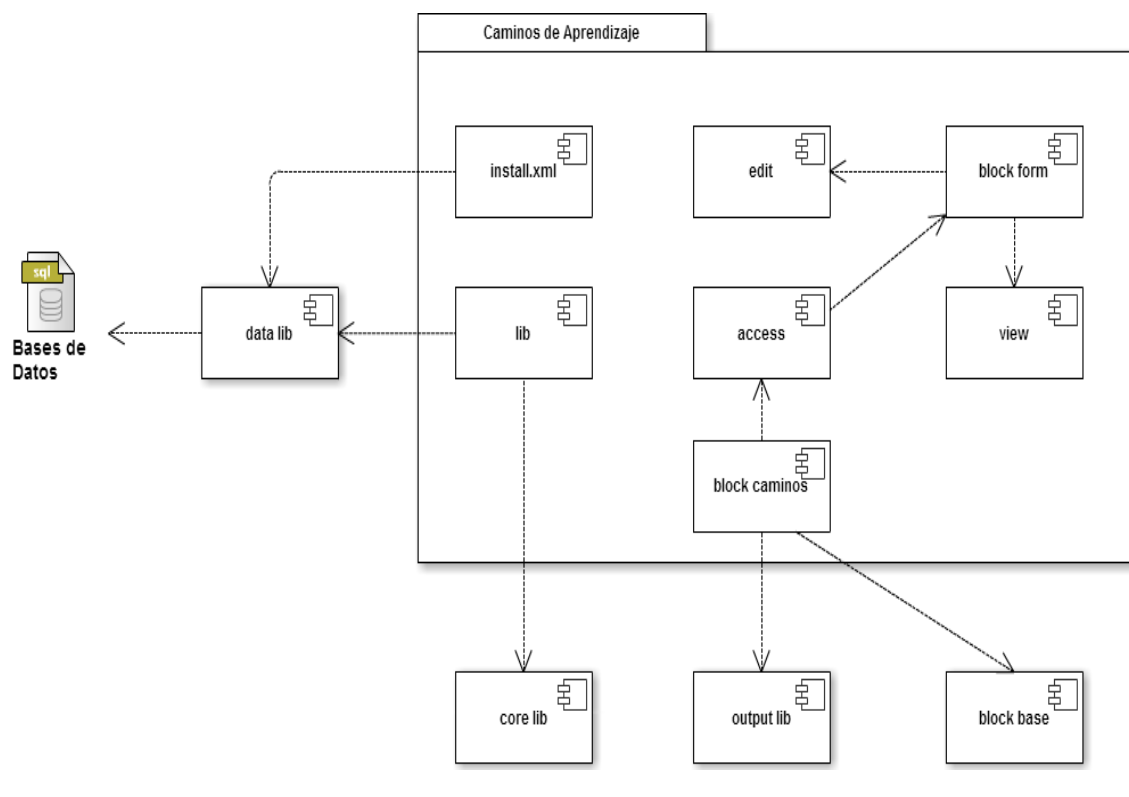 Caminos de Aprendizaje
install.xml
edit
block form
sql
Bases de
Datos
data lib
lib
access
view
block caminos
core lib
output lib
block base